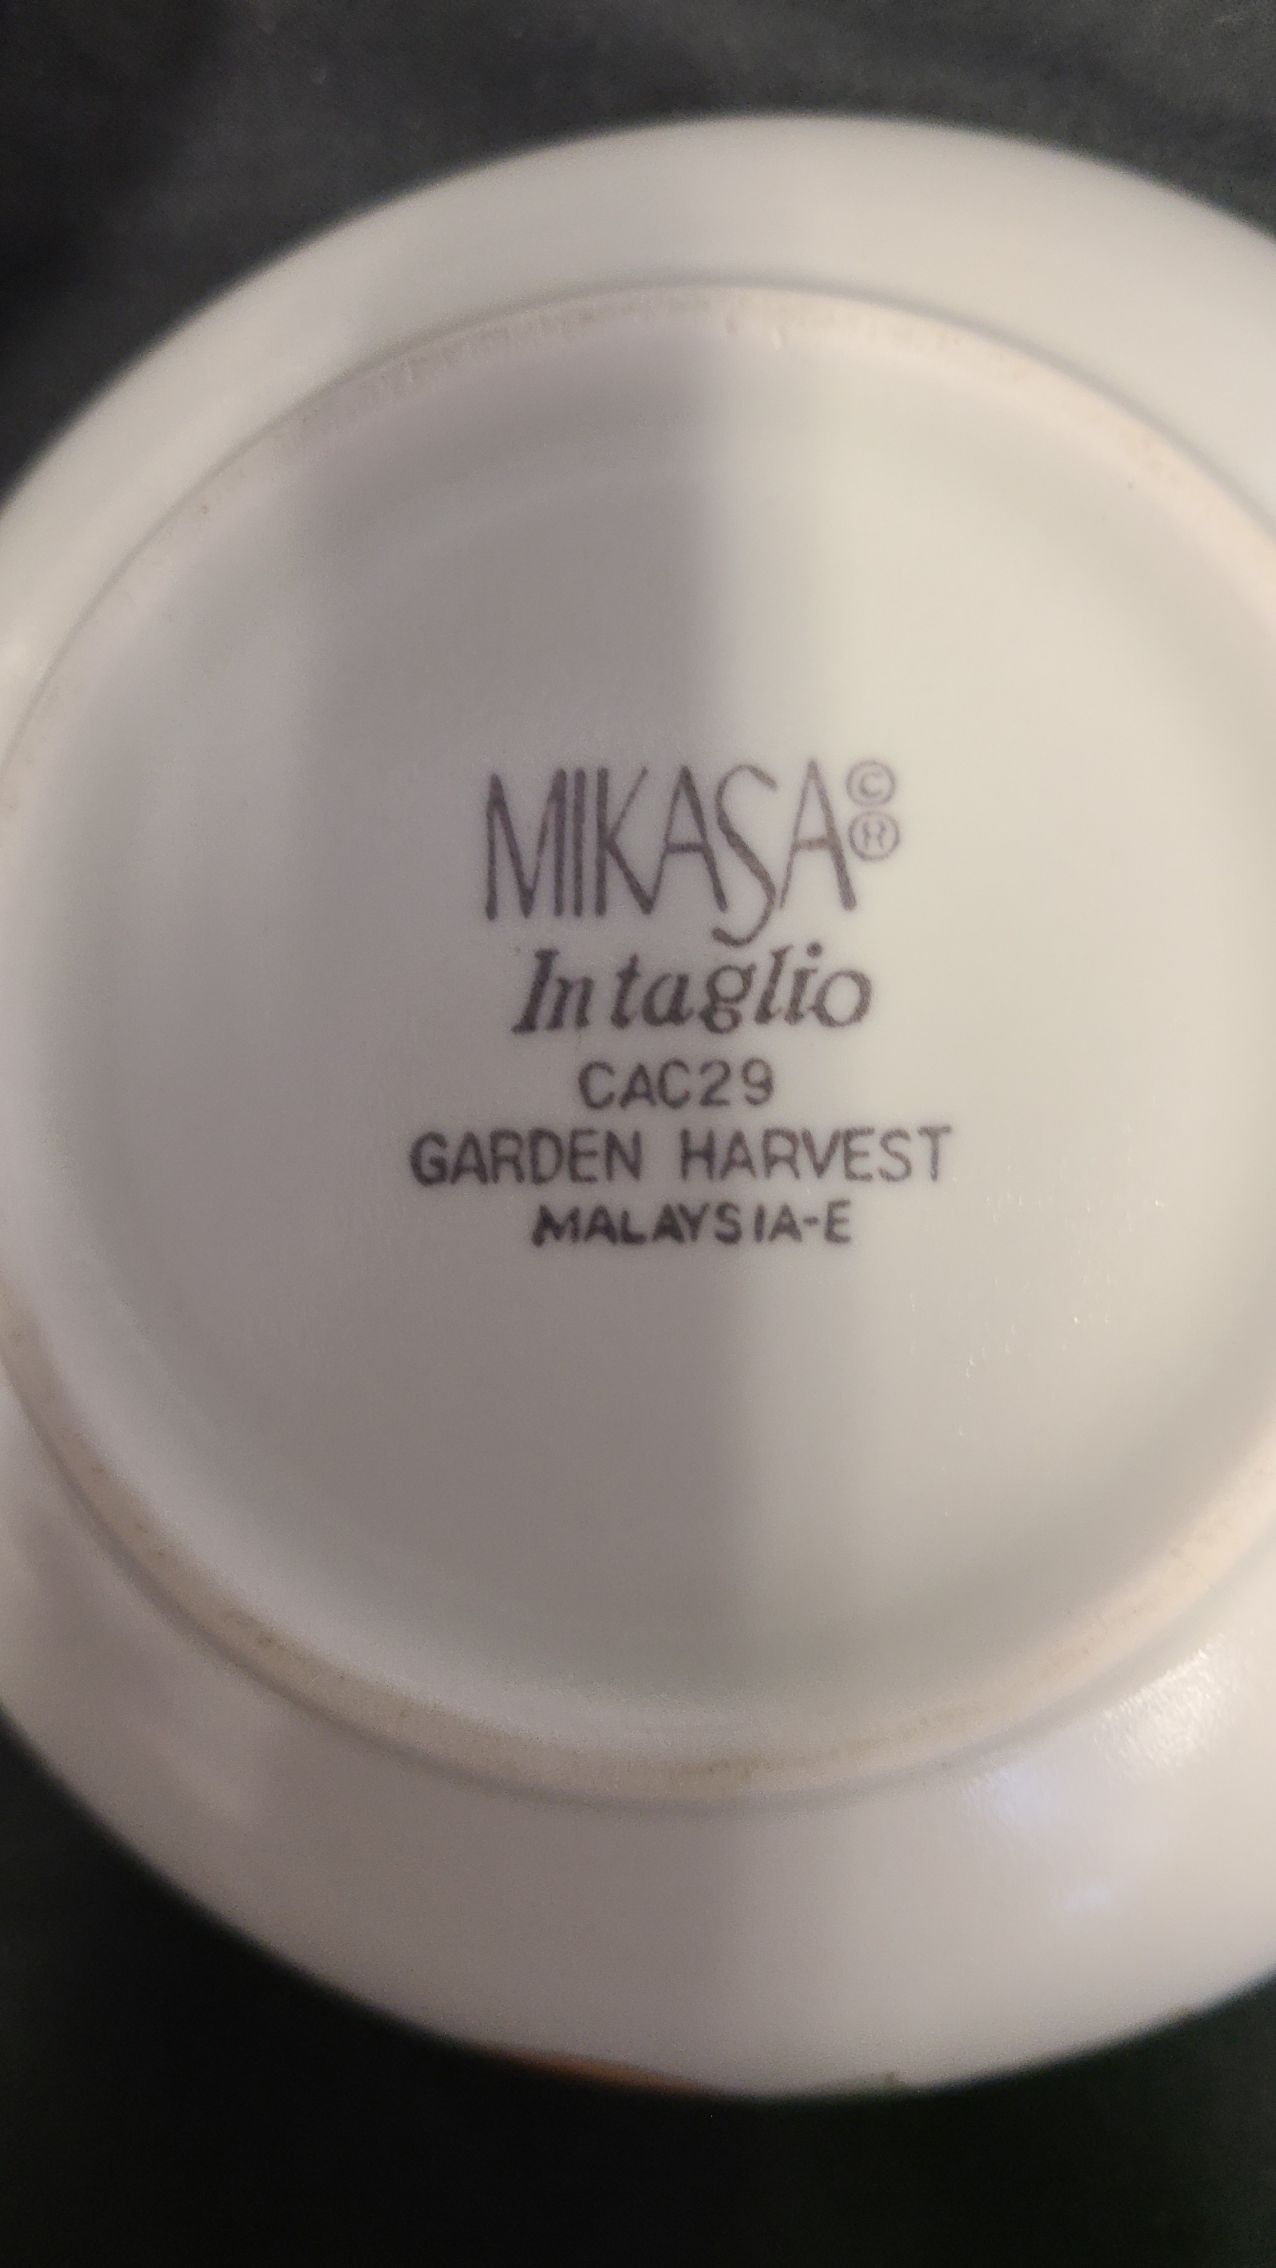 MIKASA©®
Intaglio
CAC29
GARDEN HARVEST
MALAYSIA-E